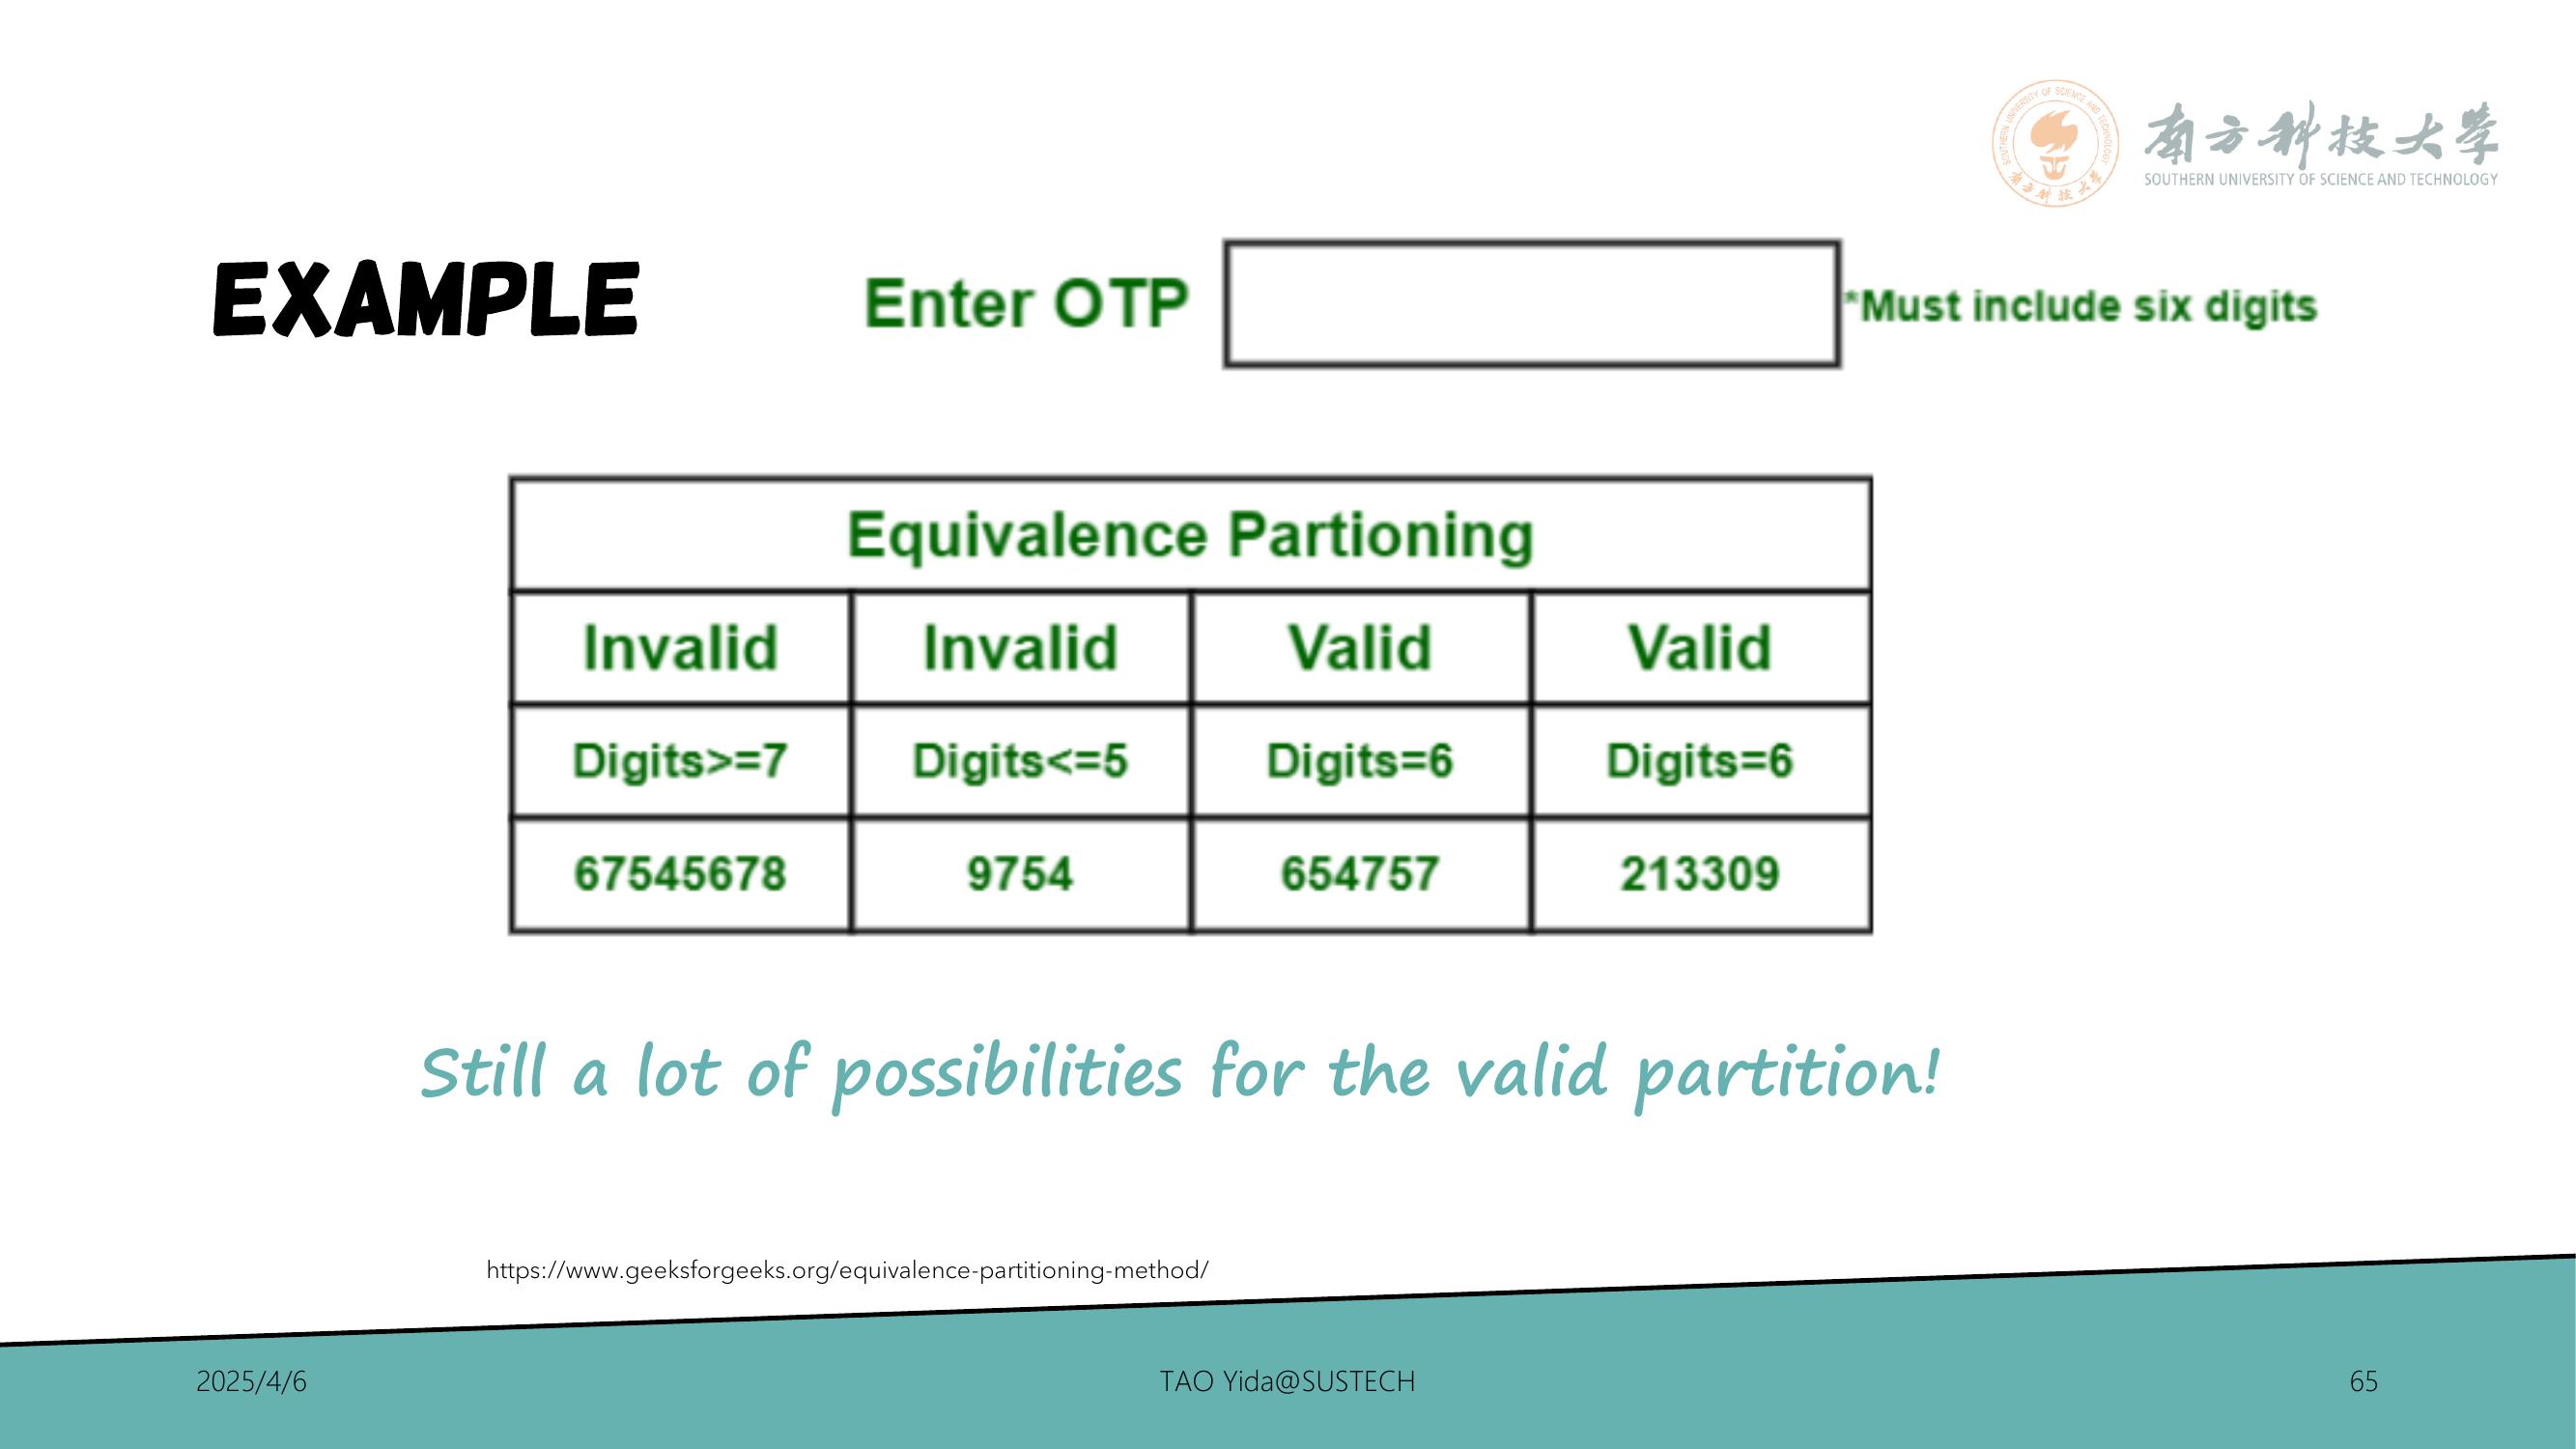 南方科技大学
SOUTHERN UNIVERSITY OF SCIENCE AND TECHNOLOGY
EXAMPLE
Enter OTP
*Must include six digits
Equivalence Partioning
Invalid Invalid Valid Valid
Digits>=7 Digits<=5 Digits=6 Digits=6
67545678 9754 654757 213309
Still a lot of possibilities for the valid partition!
https://www.geeksforgeeks.org/equivalence-partitioning-method/
2025/4/6 TAO Yida@SUSTECH 65